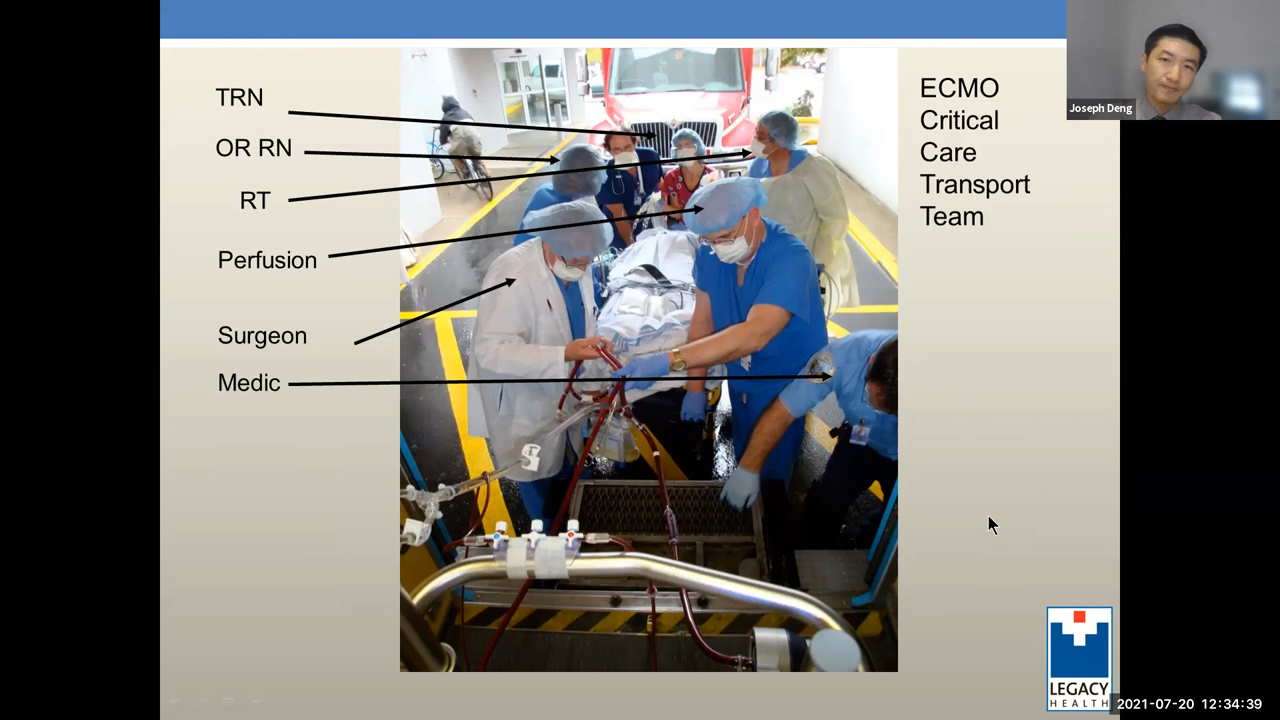 TRN
OR RN
RT
Perfusion
Surgeon
Medic
ECMO
Critical
Care
Transport
Team
Joseph Deng
LEGACY
HEALTH
2021-07-20 12:34:39